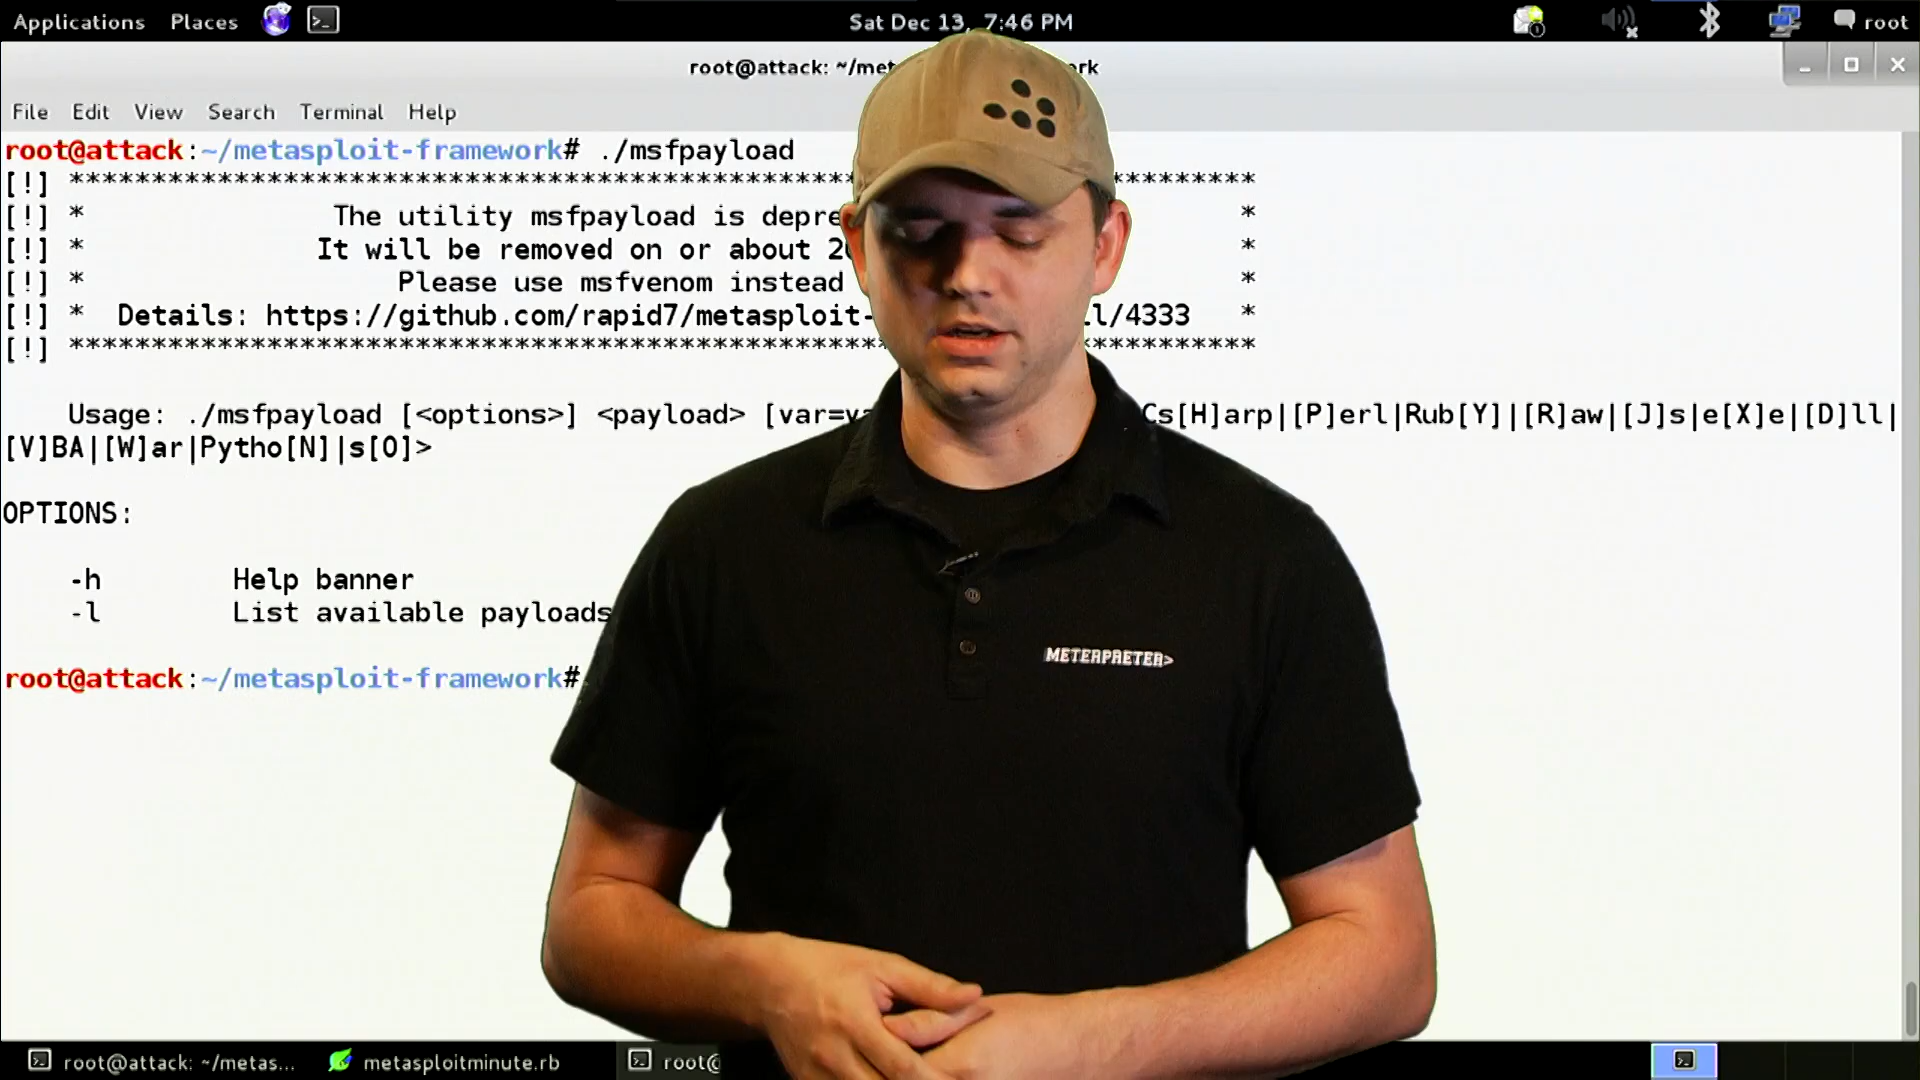 Applications Places Sat Dec 13, 7:46 PM root
root@attack: ~/met rk
File Edit View Search Terminal Help
root@attack:~/metasploit-framework# ./msfpayload
[!] ************************************************ **********
[!] * The utility msfpayload is depre *
[!] * It will be removed on or about 2 *
[!] * Please use msfvenom instead *
[!] * Details: https://github.com/rapid7/metasploit- l/4333 *
[!] ************************************************ **********
Usage: ./msfpayload [<options>] <payload> [var=v Cs[H]arp|[P]erl|Rub[Y]|[R]aw|[J]s|e[X]e|[D]ll|
[V]BA|[W]ar|Pytho[N]|s[O]>
OPTIONS:
-h Help banner
-l List available payloads
METERPRETER>
root@attack:~/metasploit-framework#
root@attack: ~/metas... metasploitminute.rb root@